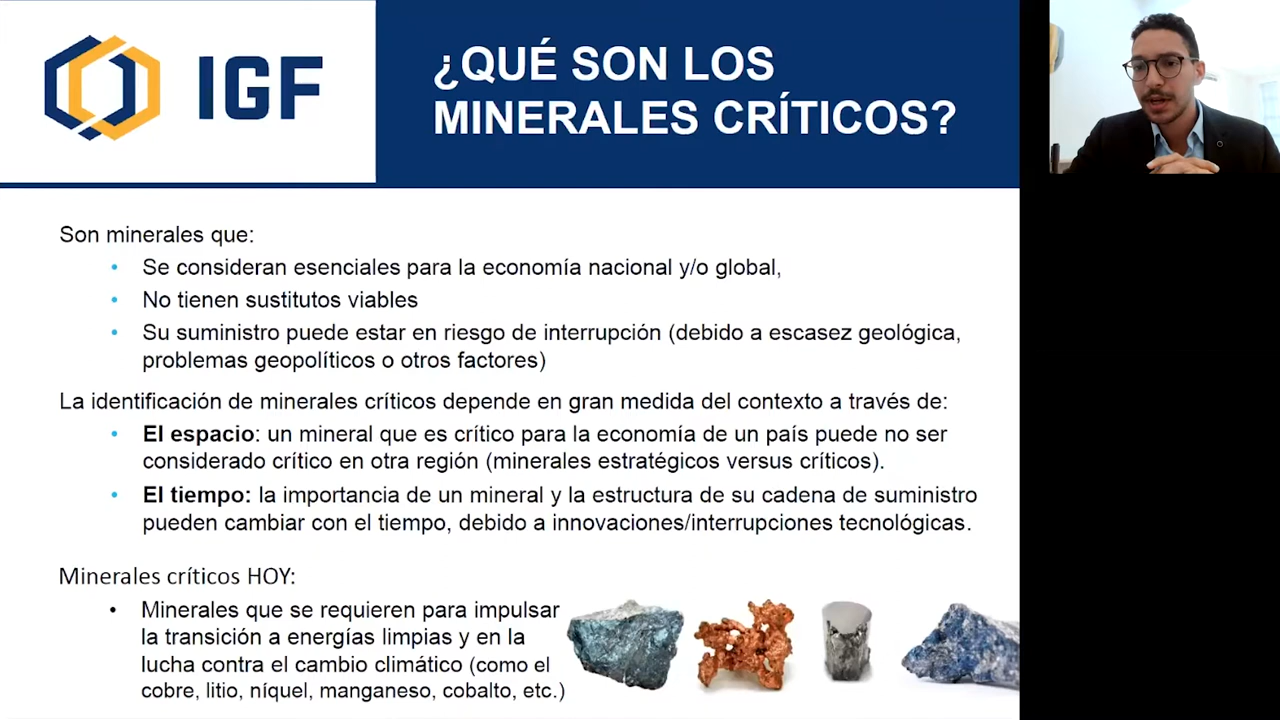 IGF
¿QUÉ SON LOS
MINERALES CRÍTICOS?
Son minerales que:
• Se consideran esenciales para la economía nacional y/o global,
• No tienen sustitutos viables
• Su suministro puede estar en riesgo de interrupción (debido a escasez geológica,
problemas geopolíticos o otros factores)
La identificación de minerales críticos depende en gran medida del contexto a través de:
• El espacio: un mineral que es crítico para la economía de un país puede no ser
considerado crítico en otra región (minerales estratégicos versus críticos).
• El tiempo: la importancia de un mineral y la estructura de su cadena de suministro
pueden cambiar con el tiempo, debido a innovaciones/interrupciones tecnológicas.
Minerales críticos HOY:
• Minerales que se requieren para impulsar
la transición a energías limpias y en la
lucha contra el cambio climático (como el
cobre, litio, níquel, manganeso, cobalto, etc.)